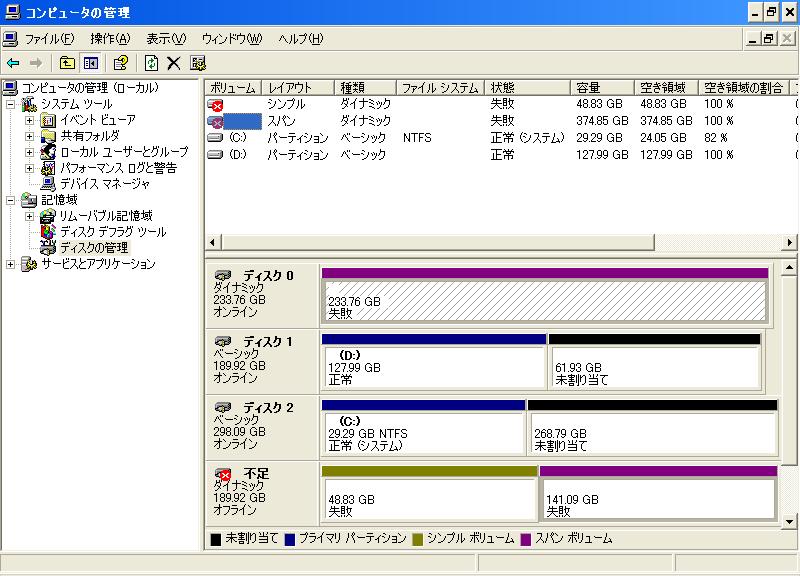 コンピュータの管理
ファイル(F) 操作(A) 表示(V) ウィンドウ(W) ヘルプ(H)
コンピュータの管理 (ローカル)
システム ツール
イベント ビューア
共有フォルダ
ローカル ユーザーとグループ
パフォーマンス ログと警告
デバイス マネージャ
記憶域
リムーバブル記憶域
ディスク デフラグ ツール
ディスクの管理
サービスとアプリケーション
ボリューム レイアウト 種類 ファイル システム 状態 容量 空き領域 空き領域の割合
シンプル ダイナミック 失敗 48.83 GB 48.83 GB 100 %
スパン ダイナミック 失敗 374.85 GB 374.85 GB 100 %
(C:) パーティション ベーシック NTFS 正常 (システム) 29.29 GB 24.05 GB 82 %
(D:) パーティション ベーシック 正常 127.99 GB 127.99 GB 100 %
ディスク 0
ダイナミック
233.76 GB
オンライン
233.76 GB
失敗
ディスク 1
ベーシック
189.92 GB
オンライン
(D:)
127.99 GB
正常
61.93 GB
未割り当て
ディスク 2
ベーシック
298.09 GB
オンライン
(C:)
29.29 GB NTFS
正常 (システム)
268.79 GB
未割り当て
不足
ダイナミック
189.92 GB
オフライン
48.83 GB
失敗
141.09 GB
失敗
未割り当て プライマリ パーティション シンプル ボリューム スパン ボリューム